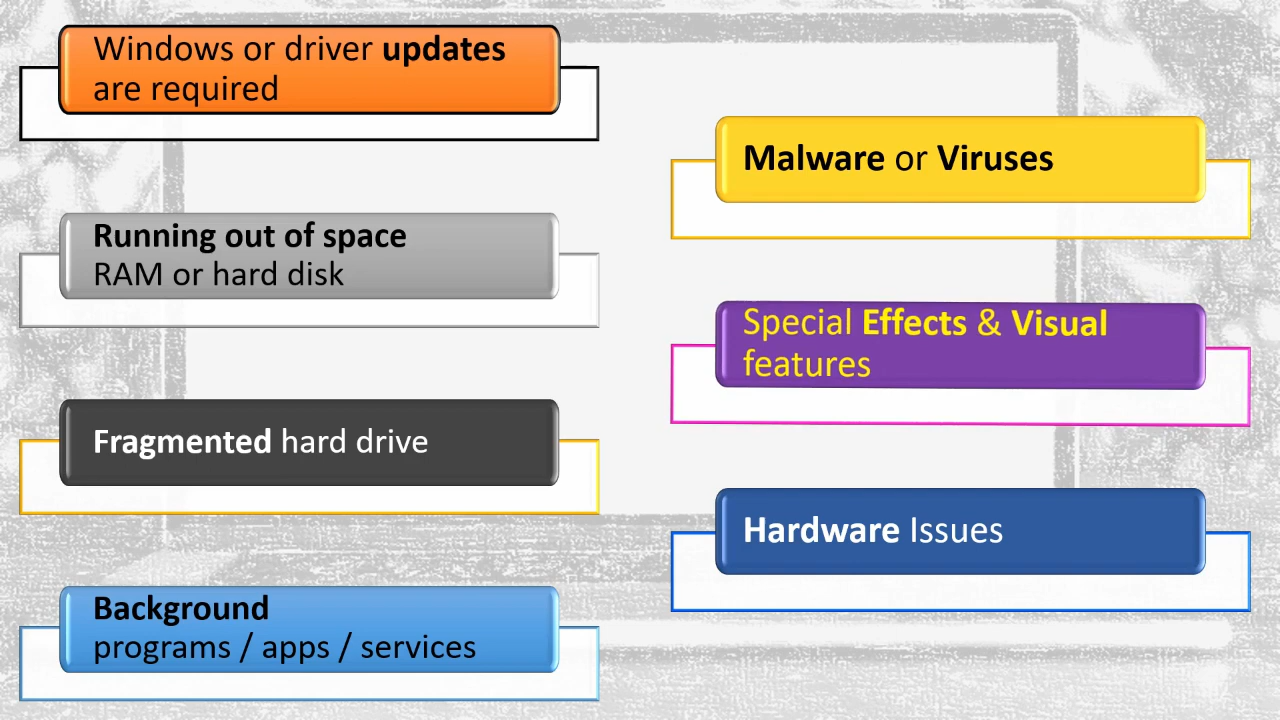 Windows or driver updates
are required
Running out of space
RAM or hard disk
Fragmented hard drive
Background
programs / apps / services
Malware or Viruses
Special Effects & Visual
features
Hardware Issues